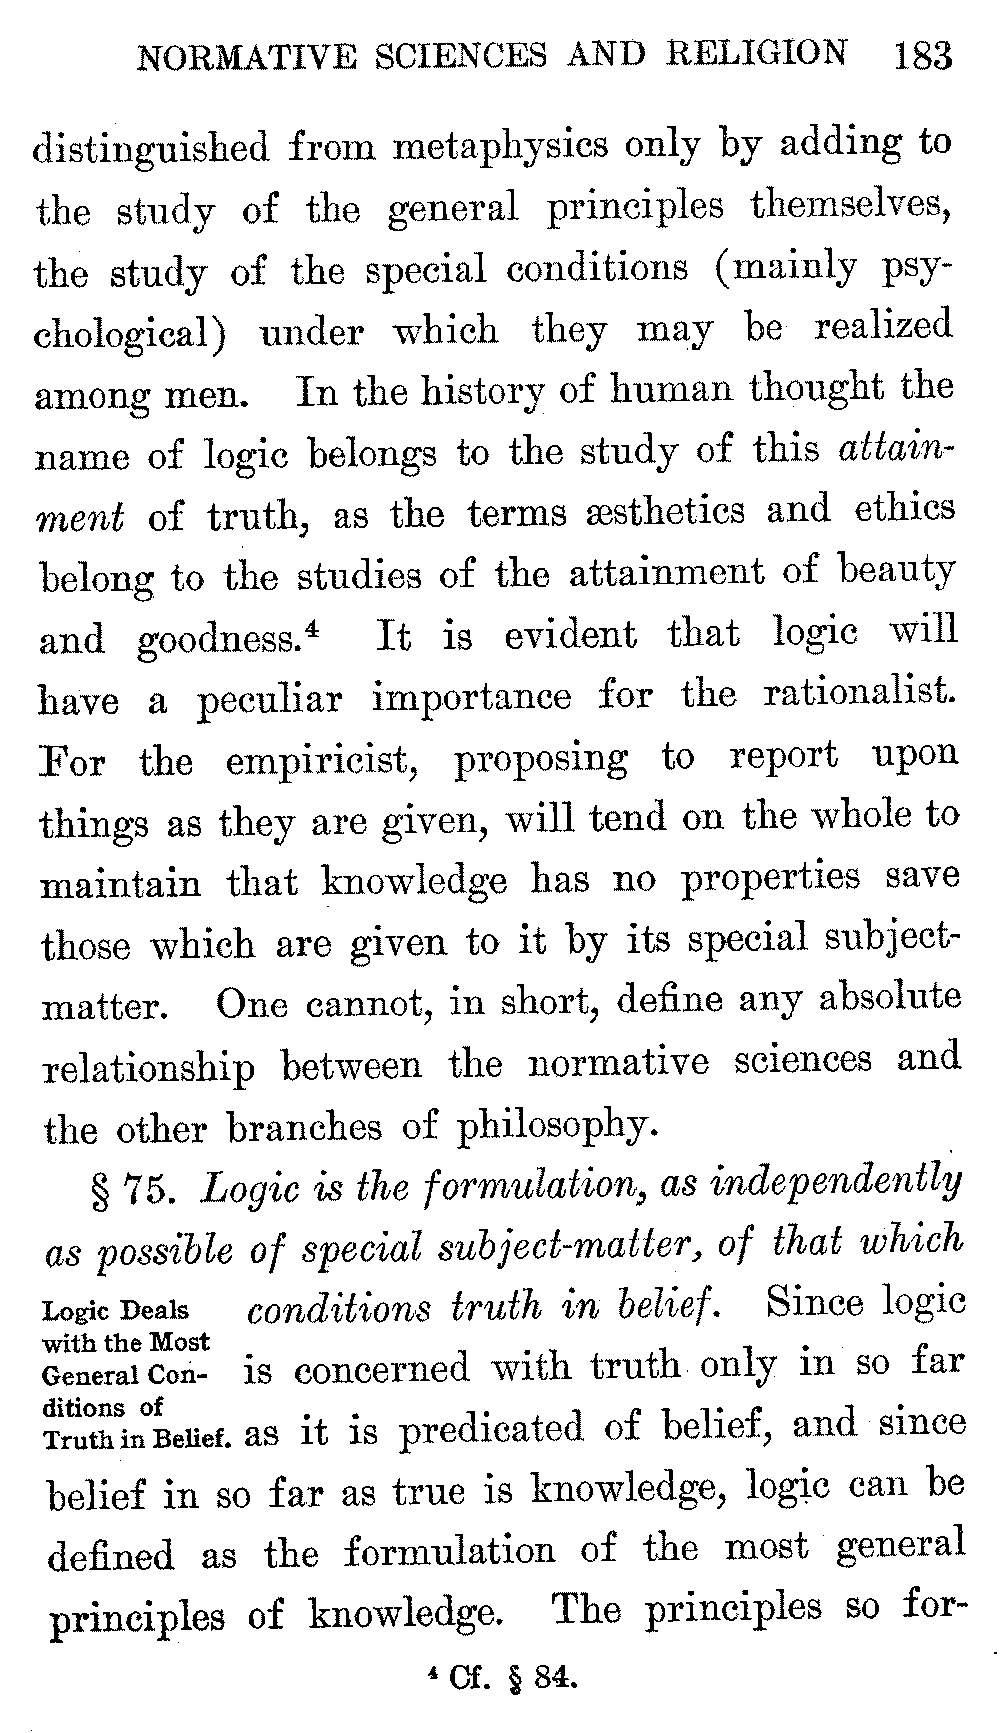 NORMATIVE SCIENCES AND RELIGION 183
distinguished from metaphysics only by adding to
the study of the general principles themselves,
the study of the special conditions (mainly psy-
chological) under which they may be realized
among men. In the history of human thought the
name of logic belongs to the study of this attain-
ment of truth, as the terms æsthetics and ethics
belong to the studies of the attainment of beauty
and goodness.⁴ It is evident that logic will
have a peculiar importance for the rationalist.
For the empiricist, proposing to report upon
things as they are given, will tend on the whole to
maintain that knowledge has no properties save
those which are given to it by its special subject-
matter. One cannot, in short, define any absolute
relationship between the normative sciences and
the other branches of philosophy.
§ 75. Logic is the formulation, as independently
as possible of special subject-matter, of that which
Logic Deals
with the Most
General Con-
ditions of
Truth in Belief.
conditions truth in belief. Since logic
is concerned with truth only in so far
as it is predicated of belief, and since
belief in so far as true is knowledge, logic can be
defined as the formulation of the most general
principles of knowledge. The principles so for-
⁴ Cf. § 84.